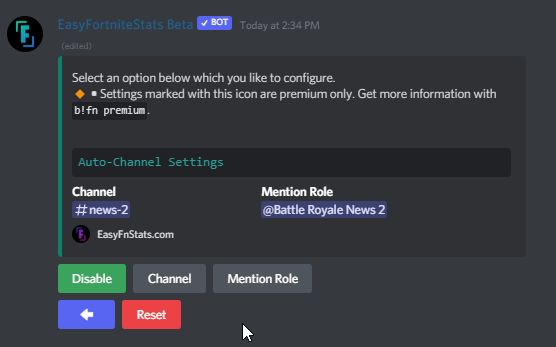 EasyFortniteStats Beta ✓ BOT Today at 2:34 PM
(edited)
Select an option below which you like to configure.
🔸▪Settings marked with this icon are premium only. Get more information with
b!fn premium.
Auto-Channel Settings
Channel Mention Role
#news-2 @Battle Royale News 2
EasyFnStats.com
Disable Channel Mention Role
Reset